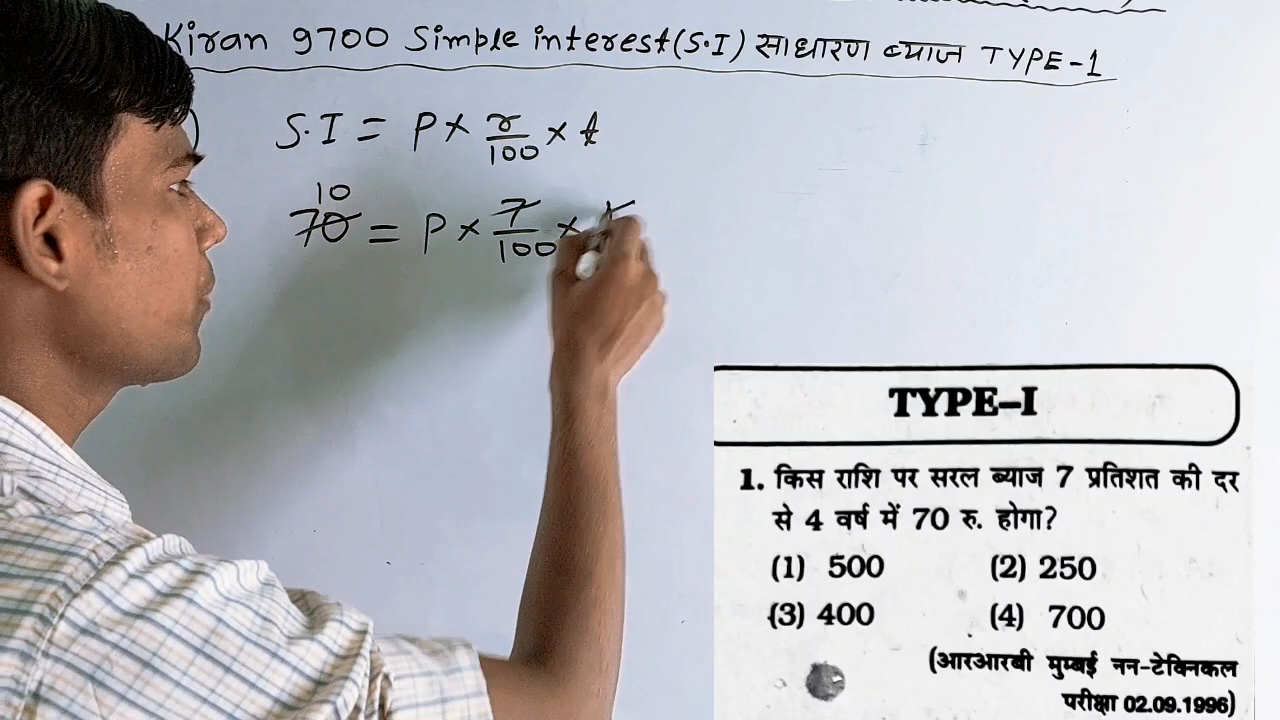 Kiran 9700 Simple interest (S.I) साधारण ब्याज TYPE-1
)
S.I = P × r/100 × t
10
70 = P × 7/100 ×
TYPE–I
1. किस राशि पर सरल ब्याज 7 प्रतिशत की दर
से 4 वर्ष में 70 रु. होगा?
(1) 500 (2) 250
(3) 400 (4) 700
(आरआरबी मुम्बई नन-टेक्निकल
परीक्षा 02.09.1996)